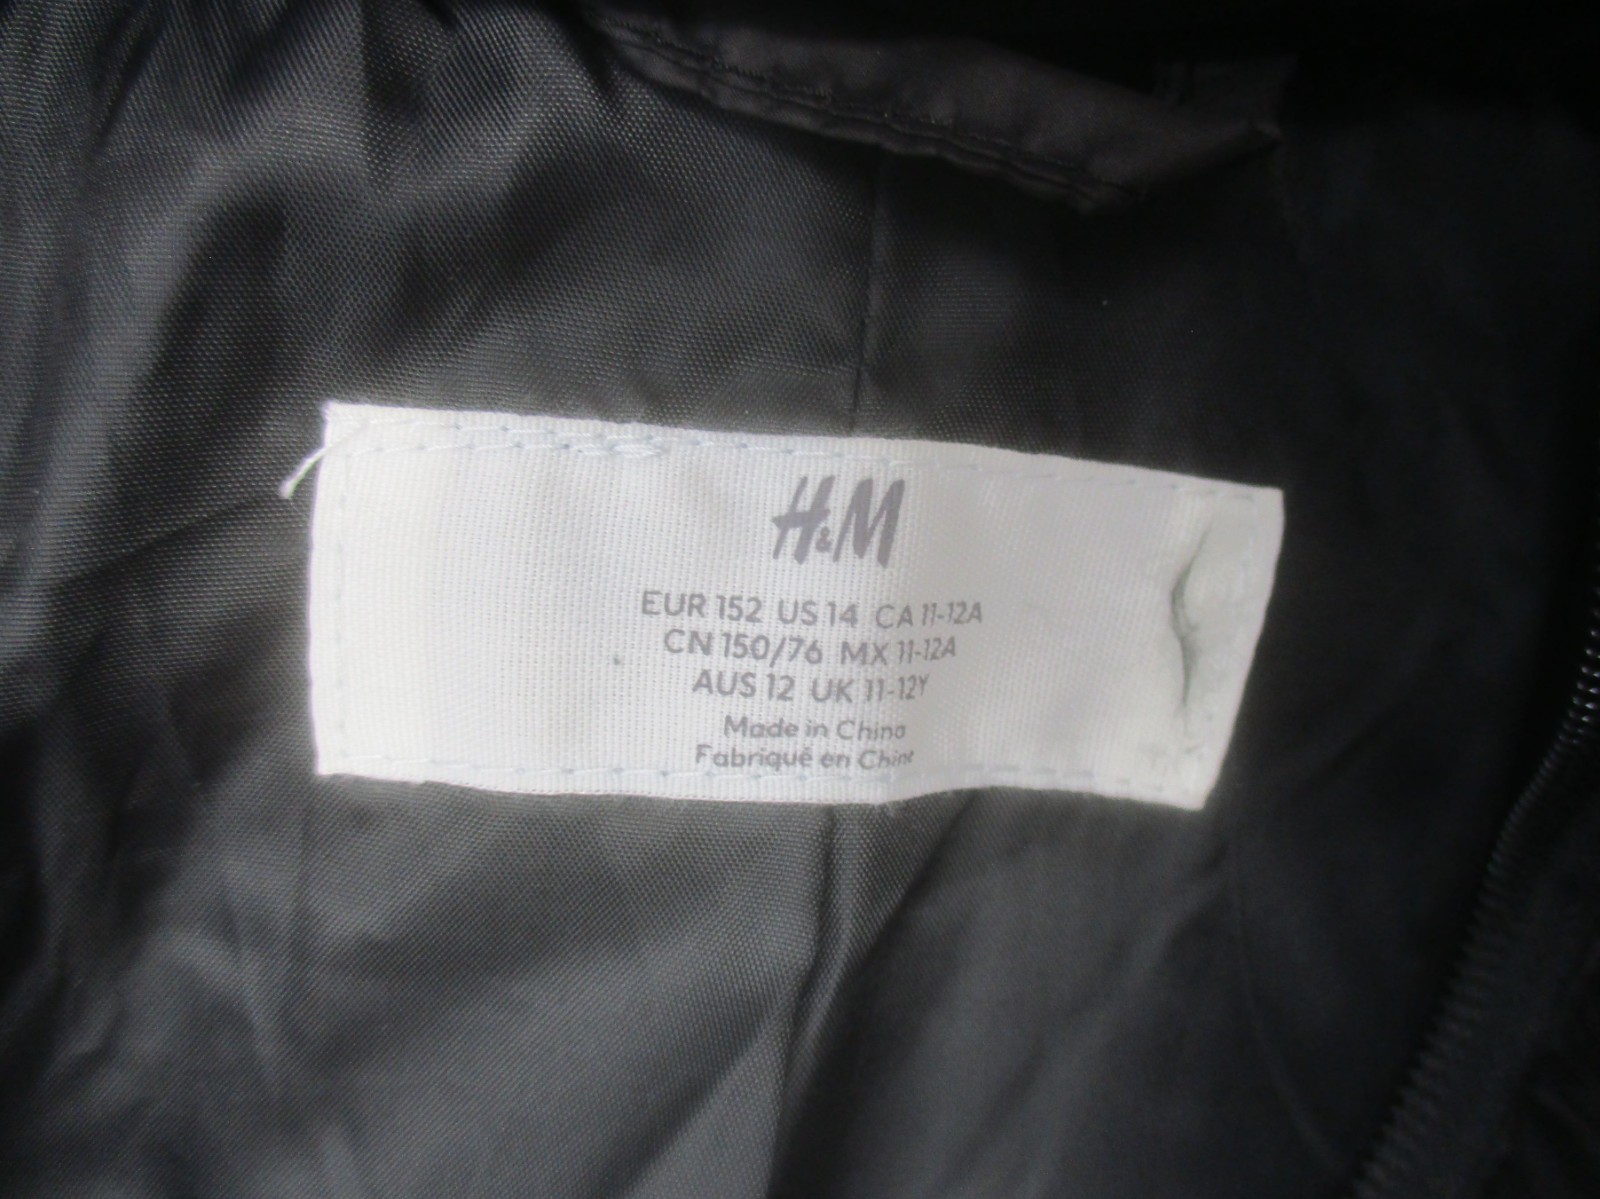 H&M
EUR 152 US 14 CA 11-12A
CN 150/76 MX 11-12A
AUS 12 UK 11-12Y
Made in China
Fabriqué en Chine